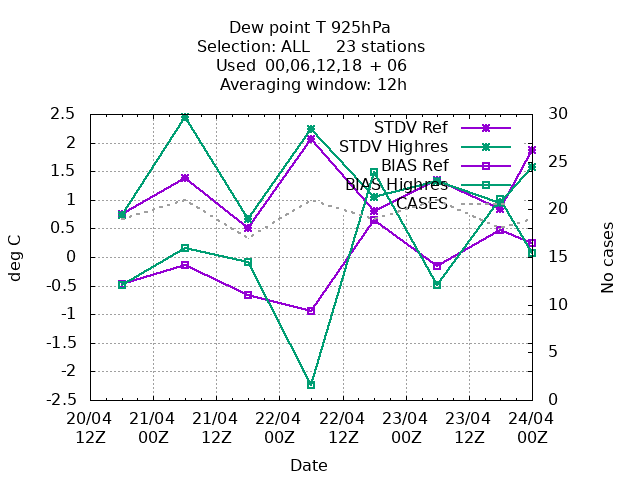 Dew point T 925hPa
Selection: ALL 23 stations
Used 00,06,12,18 + 06
Averaging window: 12h
STDV Ref
STDV Highres
BIAS Ref
BIAS Highres
CASES
2.5
2
1.5
1
0.5
0
-0.5
-1
-1.5
-2
-2.5
deg C
30
25
20
15
10
5
0
No cases
20/04 21/04 21/04 22/04 22/04 23/04 23/04 24/04
12Z 00Z 12Z 00Z 12Z 00Z 12Z 00Z
Date